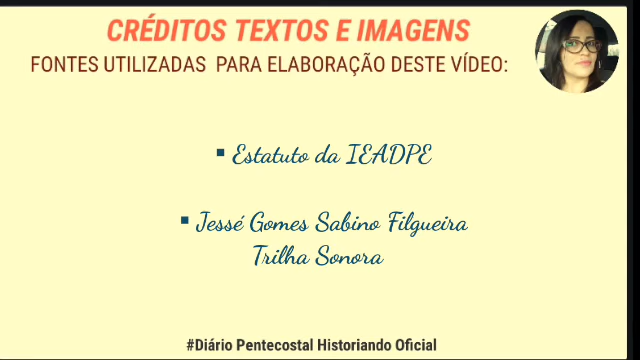 CRÉDITOS TEXTOS E IMAGENS
FONTES UTILIZADAS PARA ELABORAÇÃO DESTE VÍDEO:
▪ Estatuto da IEADPE
▪ Jessé Gomes Sabino Filgueira
Trilha Sonora
#Diário Pentecostal Historiando Oficial